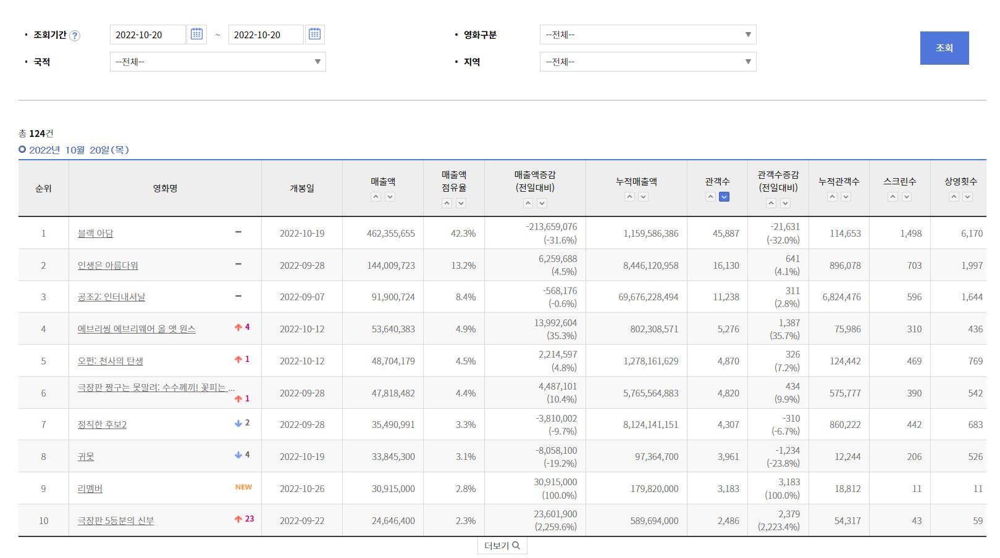 조회기간 ? 2022-10-20 ~ 2022-10-20 영화구분 --전체--
조회
국적 --전체-- 지역 --전체--
총 124건
2022년 10월 20일(목)
순위 영화명 개봉일 매출액 매출액 점유율 매출액증감 (전일대비) 누적매출액 관객수 관객수증감 (전일대비) 누적관객수 스크린수 상영횟수
1 블랙 아담 - 2022-10-19 462,355,655 42.3% -213,659,076 (-31.6%) 1,159,586,386 45,887 -21,631 (-32.0%) 114,653 1,498 6,170
2 인생은 아름다워 - 2022-09-28 144,009,723 13.2% 6,259,688 (4.5%) 8,446,120,958 16,130 641 (4.1%) 896,078 703 1,997
3 공조2: 인터내셔날 - 2022-09-07 91,900,724 8.4% -568,176 (-0.6%) 69,676,228,494 11,238 311 (2.8%) 6,824,476 596 1,644
4 에브리씽 에브리웨어 올 앳 원스 4 2022-10-12 53,640,383 4.9% 13,992,604 (35.3%) 802,308,571 5,276 1,387 (35.7%) 75,986 310 436
5 오펀: 천사의 탄생 1 2022-10-12 48,704,179 4.5% 2,214,597 (4.8%) 1,278,161,629 4,870 326 (7.2%) 124,442 469 769
6 극장판 짱구는 못말려: 수수께끼! 꽃피는 ... 1 2022-09-28 47,818,482 4.4% 4,487,101 (10.4%) 5,765,564,883 4,820 434 (9.9%) 575,777 390 542
7 정직한 후보2 2 2022-09-28 35,490,991 3.3% -3,810,002 (-9.7%) 8,124,141,151 4,307 -310 (-6.7%) 860,222 442 683
8 귀못 4 2022-10-19 33,845,300 3.1% -8,058,100 (-19.2%) 97,364,700 3,961 -1,234 (-23.8%) 12,244 206 526
9 리멤버 NEW 2022-10-26 30,915,000 2.8% 30,915,000 (100.0%) 179,820,000 3,183 3,183 (100.0%) 18,812 11 11
10 극장판 5등분의 신부 23 2022-09-22 24,646,400 2.3% 23,601,900 (2,259.6%) 589,694,000 2,486 2,379 (2,223.4%) 54,317 43 59
더보기